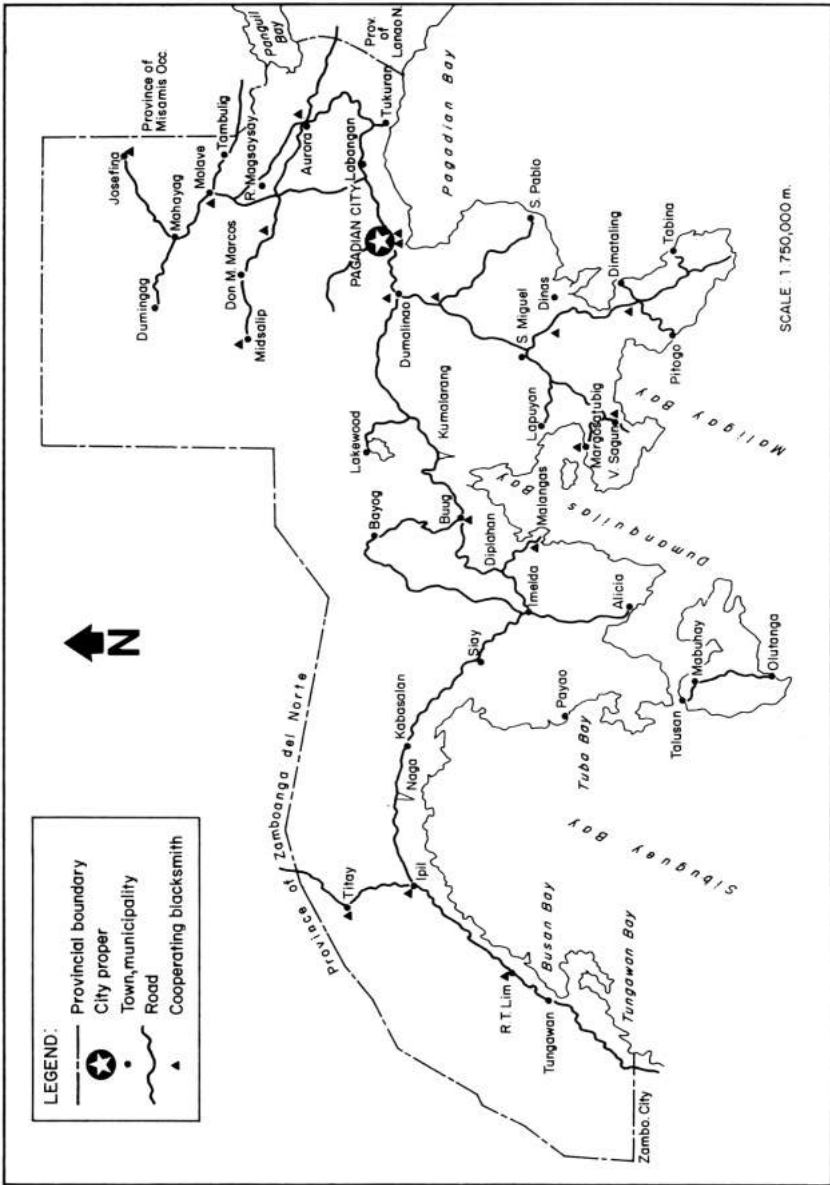 LEGEND:
Provincial boundary
City proper
Town, municipality
Road
Cooperating blacksmith
N
Province of Zamboanga del Norte
Province of
Misamis Occ.
Panguil
Bay
Prov.
of
Lanao N.
Josefina
Mahayag
Dumingag
Molave
Tambulig
R. Magsaysay
Don M. Marcos
Midsalip
Aurora
Tukuran
Labangan
PAGADIAN CITY
Pagadian Bay
Dumalinao
S. Pablo
S. Miguel
Dinas
Dimataling
Tabina
Pitogo
Lapuyan
Margosatubig
V. Sagun
Maligay Bay
Lakewood
Kumalarang
Bayog
Buug
Diplahan
Malangas
Dumanquilas Bay
Imelda
Alicia
Siay
Kabasalan
Naga
Payao
Tuba Bay
Talusan
Mabuhay
Olutanga
Sibuguey Bay
Titay
Ipil
R.T. Lim
Busan Bay
Tungawan
Tungawan Bay
Zambo. City
SCALE : 1:750,000 m.